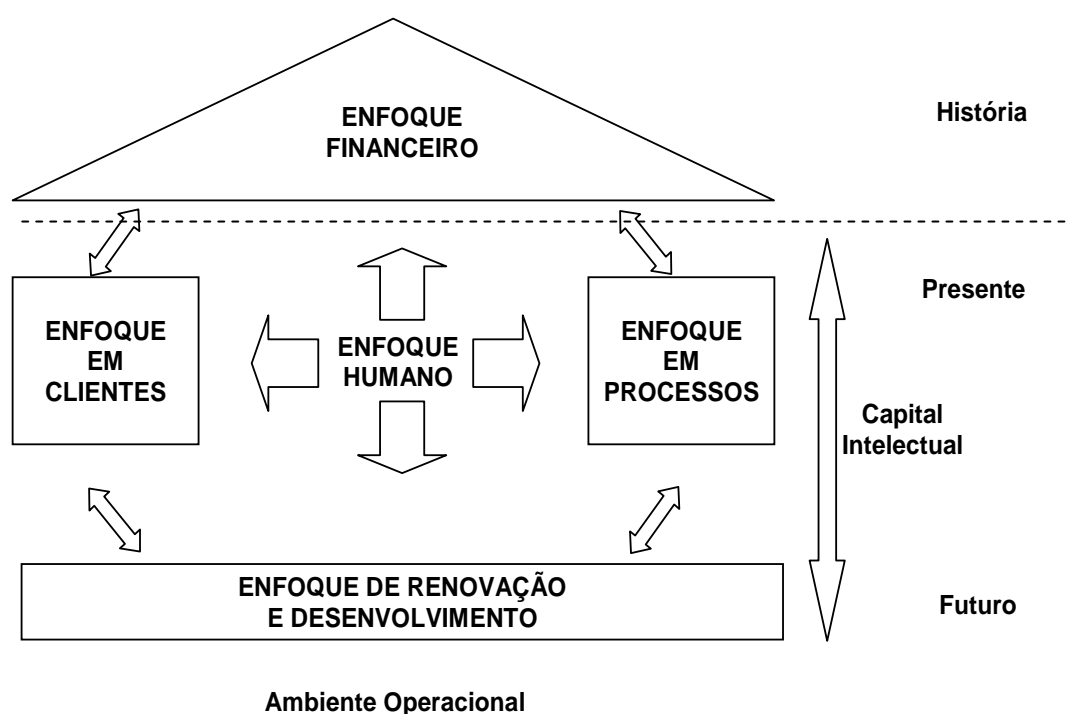 ENFOQUE
FINANCEIRO
História
Presente
ENFOQUE
EM
CLIENTES
ENFOQUE
HUMANO
ENFOQUE
EM
PROCESSOS
Capital
Intelectual
ENFOQUE DE RENOVAÇÃO
E DESENVOLVIMENTO
Futuro
Ambiente Operacional